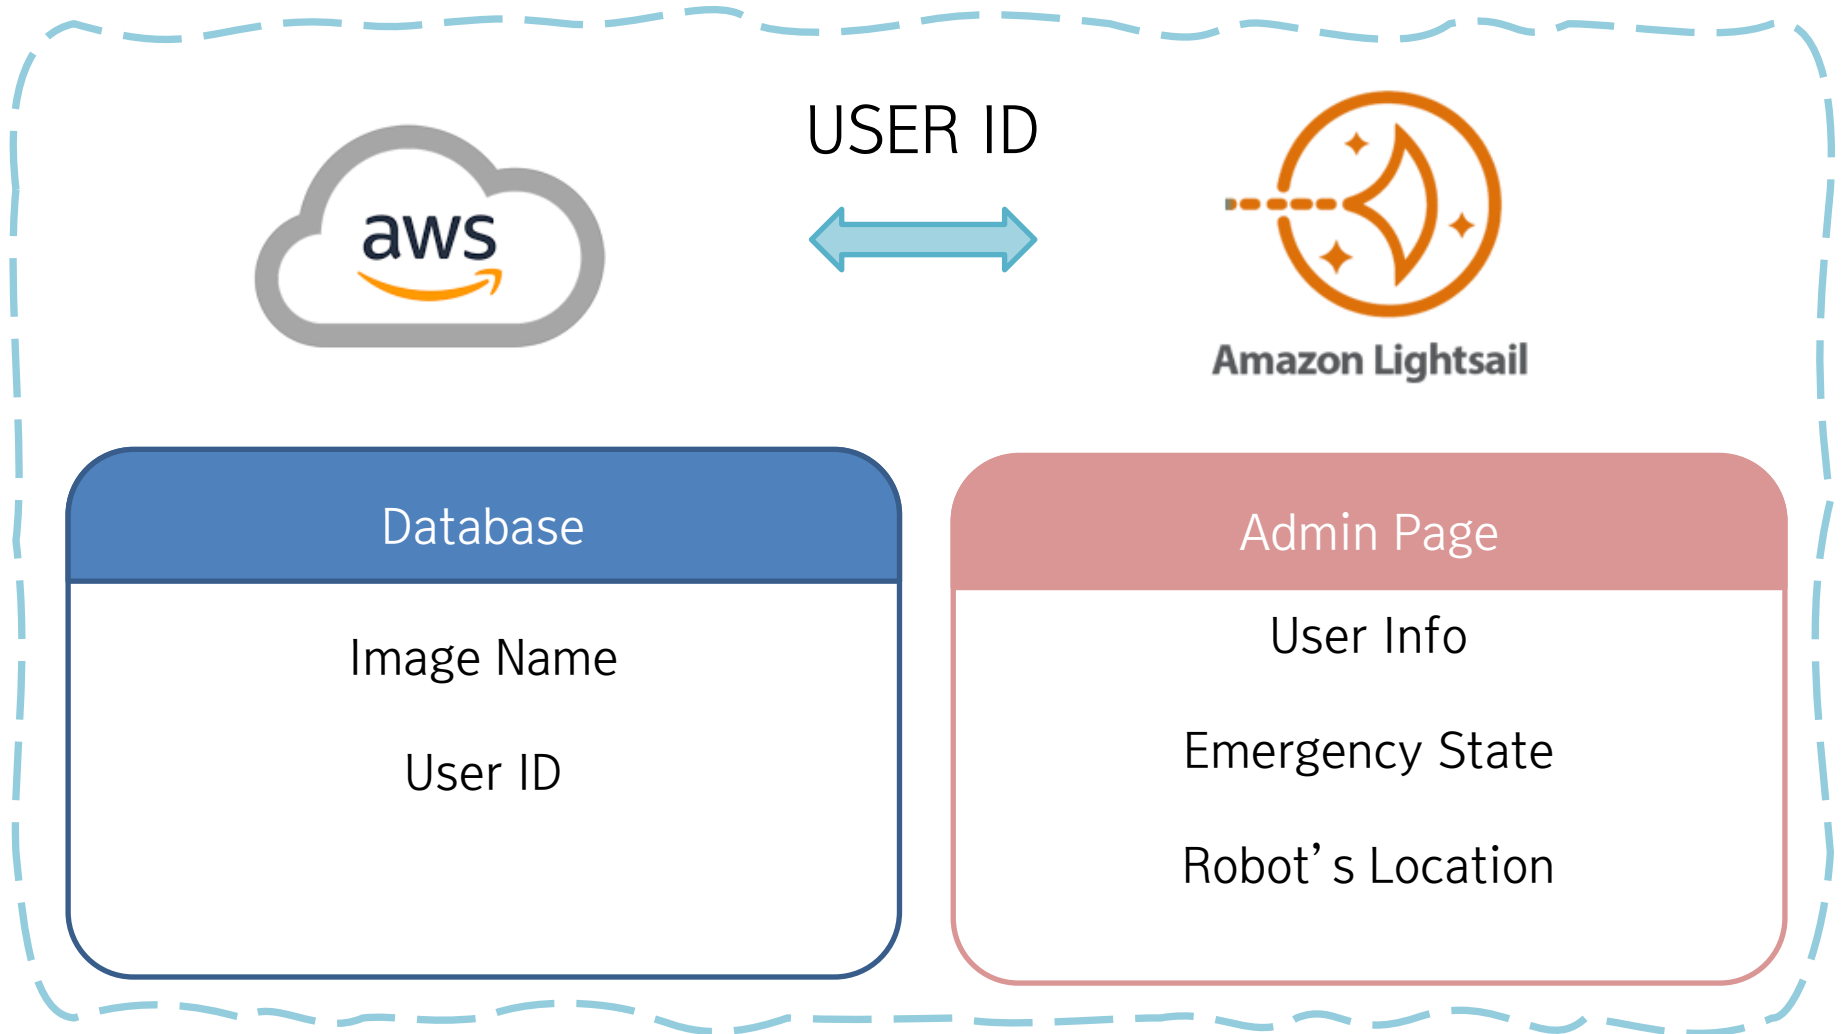 USER ID
aws
Amazon Lightsail
Database
Image Name
User ID
Admin Page
User Info
Emergency State
Robot’s Location